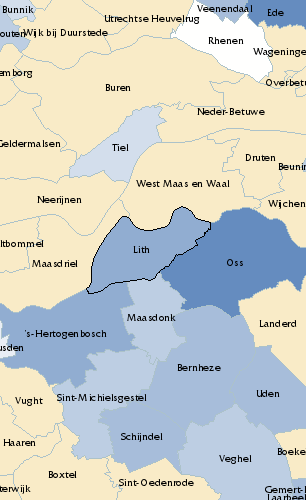 Bunnik
Utrechtse Heuvelrug
Veenendaal
Ede
outen
Wijk bij Duurstede
Rhenen
Wageninge
emborg
Buren
Overbetu
Neder-Betuwe
Geldermalsen
Tiel
Druten
Beunin
West Maas en Waal
Neerijnen
Wijchen
ltbommel
Lith
Maasdriel
Oss
Maasdonk
Landerd
's-Hertogenbosch
usden
Bernheze
Vught
Sint-Michielsgestel
Uden
Haaren
Schijndel
Boeke
Veghel
Boxtel
Sint-Oedenrode
terwijk
Gemert-
Laarbee